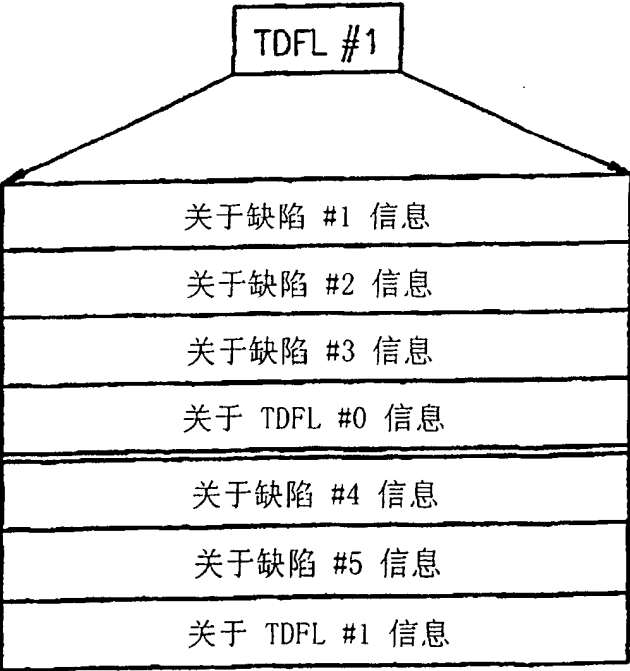 TDFL #1
关于缺陷 #1 信息
关于缺陷 #2 信息
关于缺陷 #3 信息
关于 TDFL #0 信息
关于缺陷 #4 信息
关于缺陷 #5 信息
关于 TDFL #1 信息